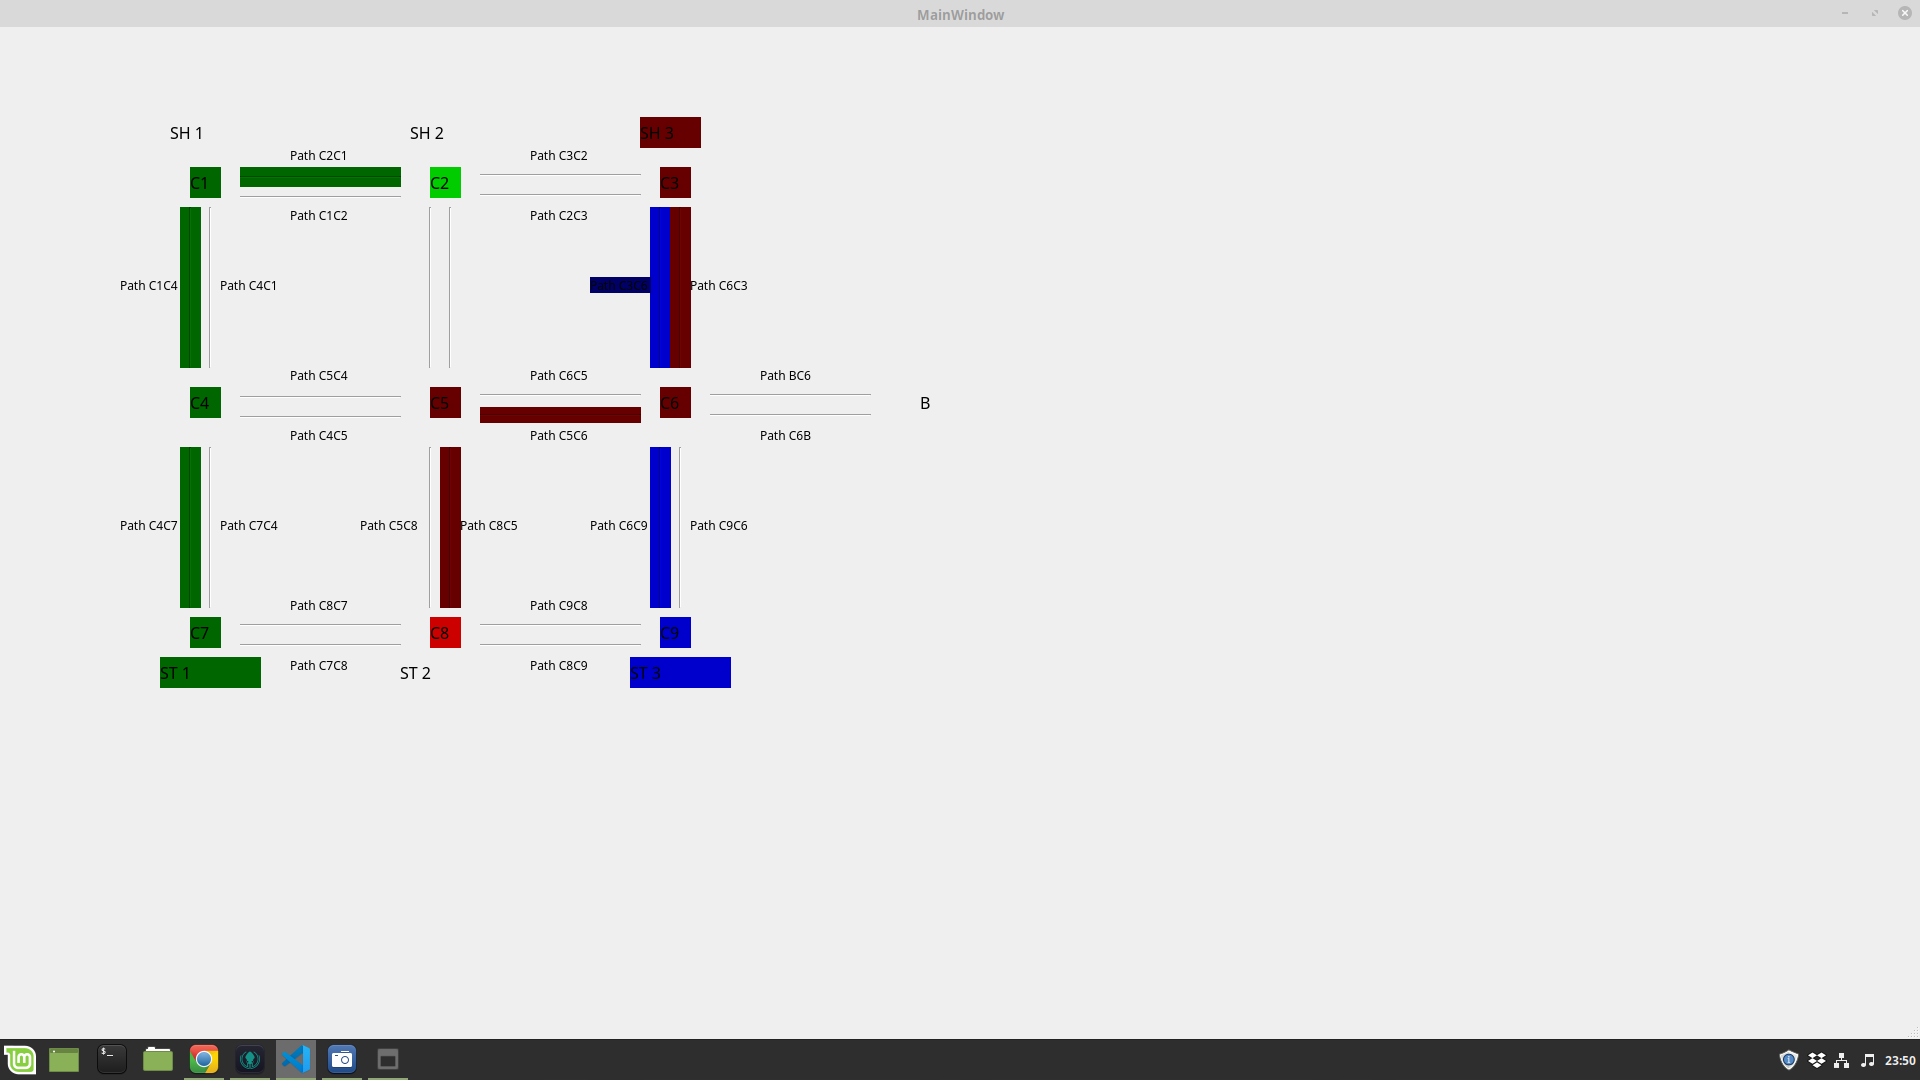 MainWindow
SH 1
SH 2
SH 3
Path C2C1
Path C3C2
C1
C2
C3
Path C1C2
Path C2C3
Path C1C4
Path C4C1
Path C6C3
Path C5C4
Path C6C5
Path BC6
C4
C5
C6
B
Path C4C5
Path C5C6
Path C6B
Path C4C7
Path C7C4
Path C5C8
Path C8C5
Path C6C9
Path C9C6
Path C8C7
Path C9C8
C7
C8
C9
Path C7C8
Path C8C9
ST 1
ST 2
ST 3
23:50